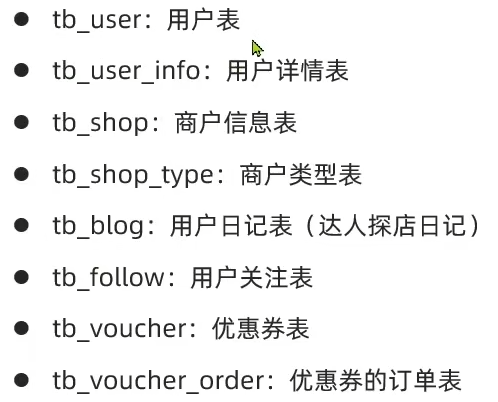 ● tb_user：用户表
● tb_user_info：用户详情表
● tb_shop：商户信息表
● tb_shop_type：商户类型表
● tb_blog：用户日记表（达人探店日记）
● tb_follow：用户关注表
● tb_voucher：优惠券表
● tb_voucher_order：优惠券的订单表